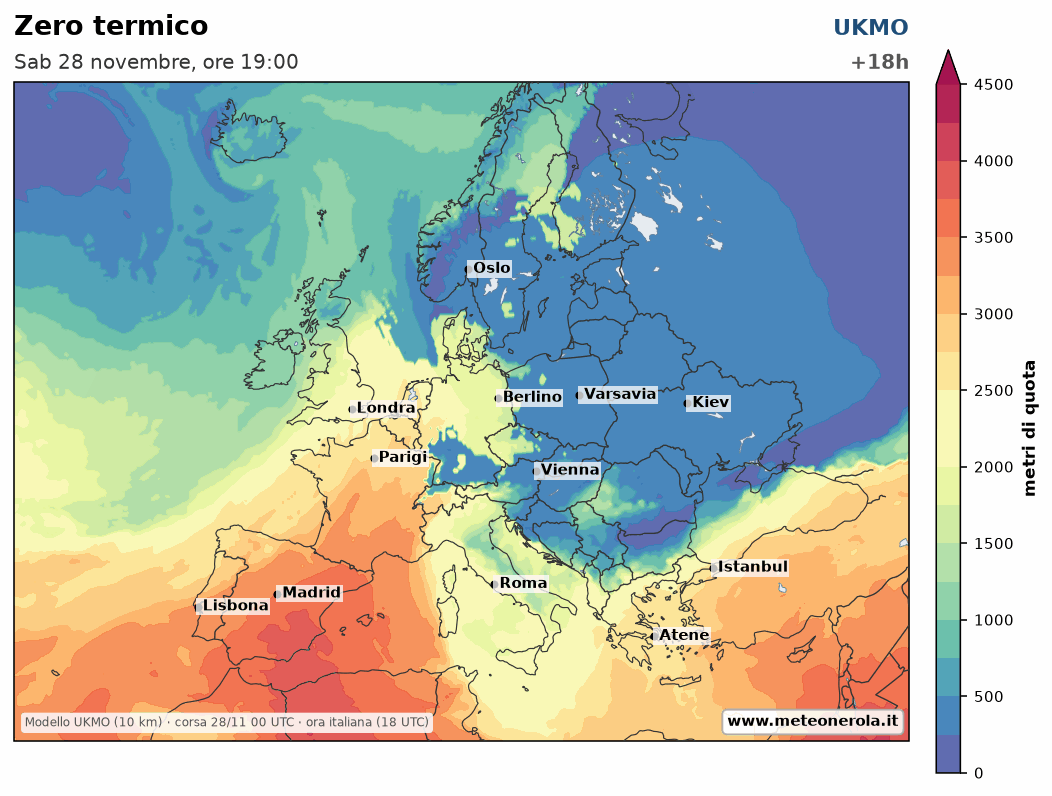 Zero termico
UKMO
Sab 28 novembre, ore 19:00
+18h
4500
4000
3500
3000
2500
2000
1500
1000
500
0
metri di quota
Oslo
Berlino
Varsavia
Kiev
Londra
Parigi
Vienna
Istanbul
Roma
Madrid
Lisbona
Atene
Modello UKMO (10 km) · corsa 28/11 00 UTC · ora italiana (18 UTC)
www.meteonerola.it